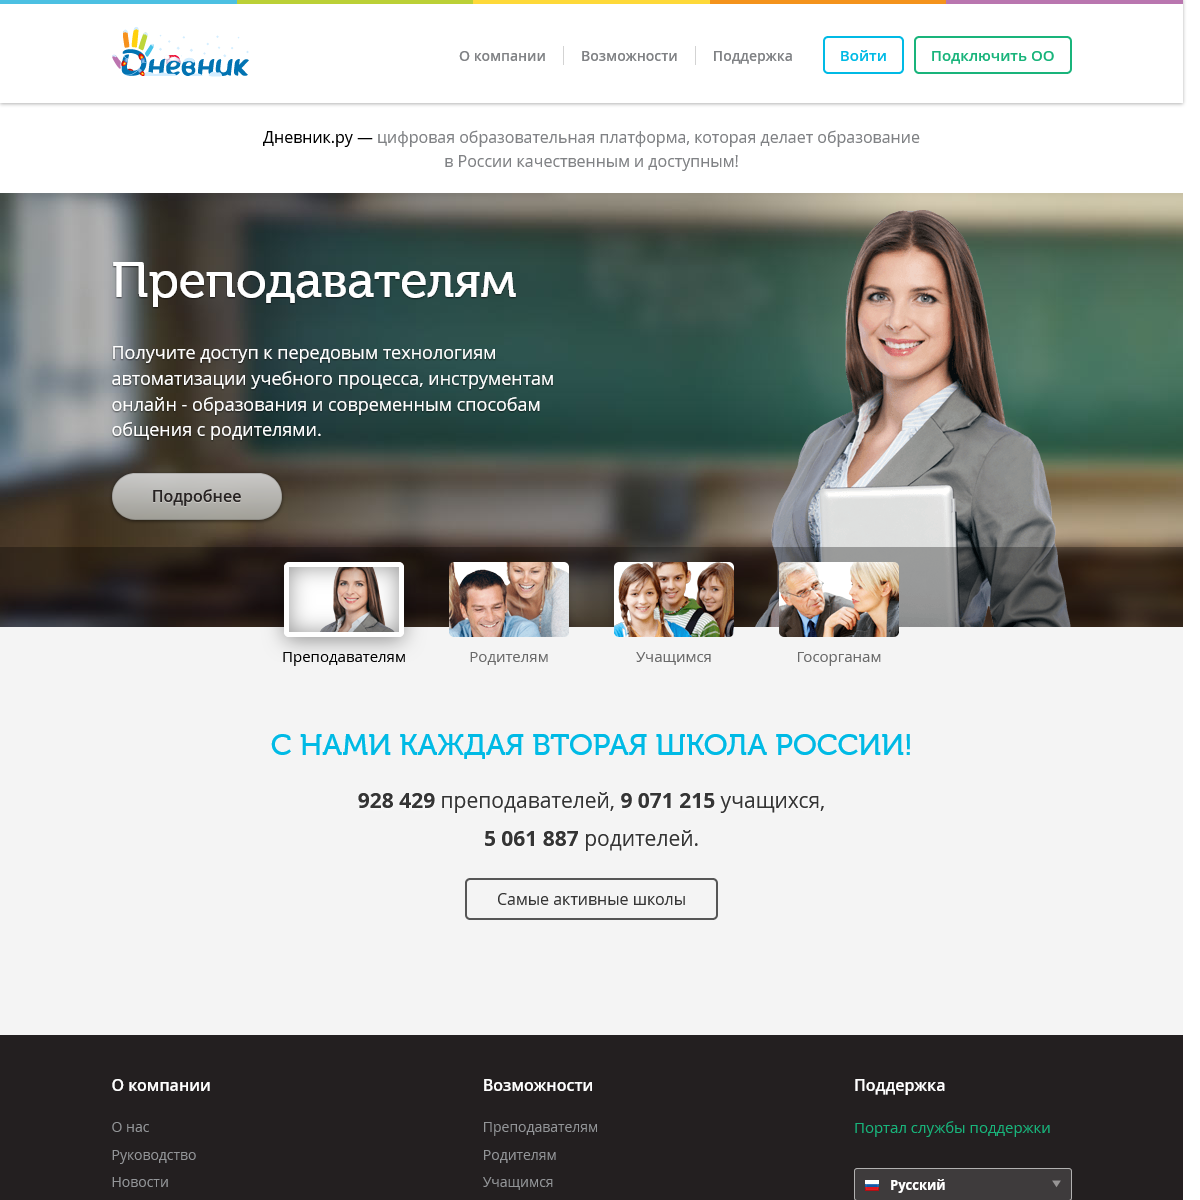 Дневник
О компании
Возможности
Поддержка
Войти
Подключить ОО
Дневник.ру — цифровая образовательная платформа, которая делает образование
в России качественным и доступным!
Преподавателям
Получите доступ к передовым технологиям
автоматизации учебного процесса, инструментам
онлайн - образования и современным способам
общения с родителями.
Подробнее
Преподавателям
Родителям
Учащимся
Госорганам
С НАМИ КАЖДАЯ ВТОРАЯ ШКОЛА РОССИИ!
928 429 преподавателей, 9 071 215 учащихся,
5 061 887 родителей.
Самые активные школы
О компании
О нас
Руководство
Новости
Возможности
Преподавателям
Родителям
Учащимся
Поддержка
Портал службы поддержки
Русский